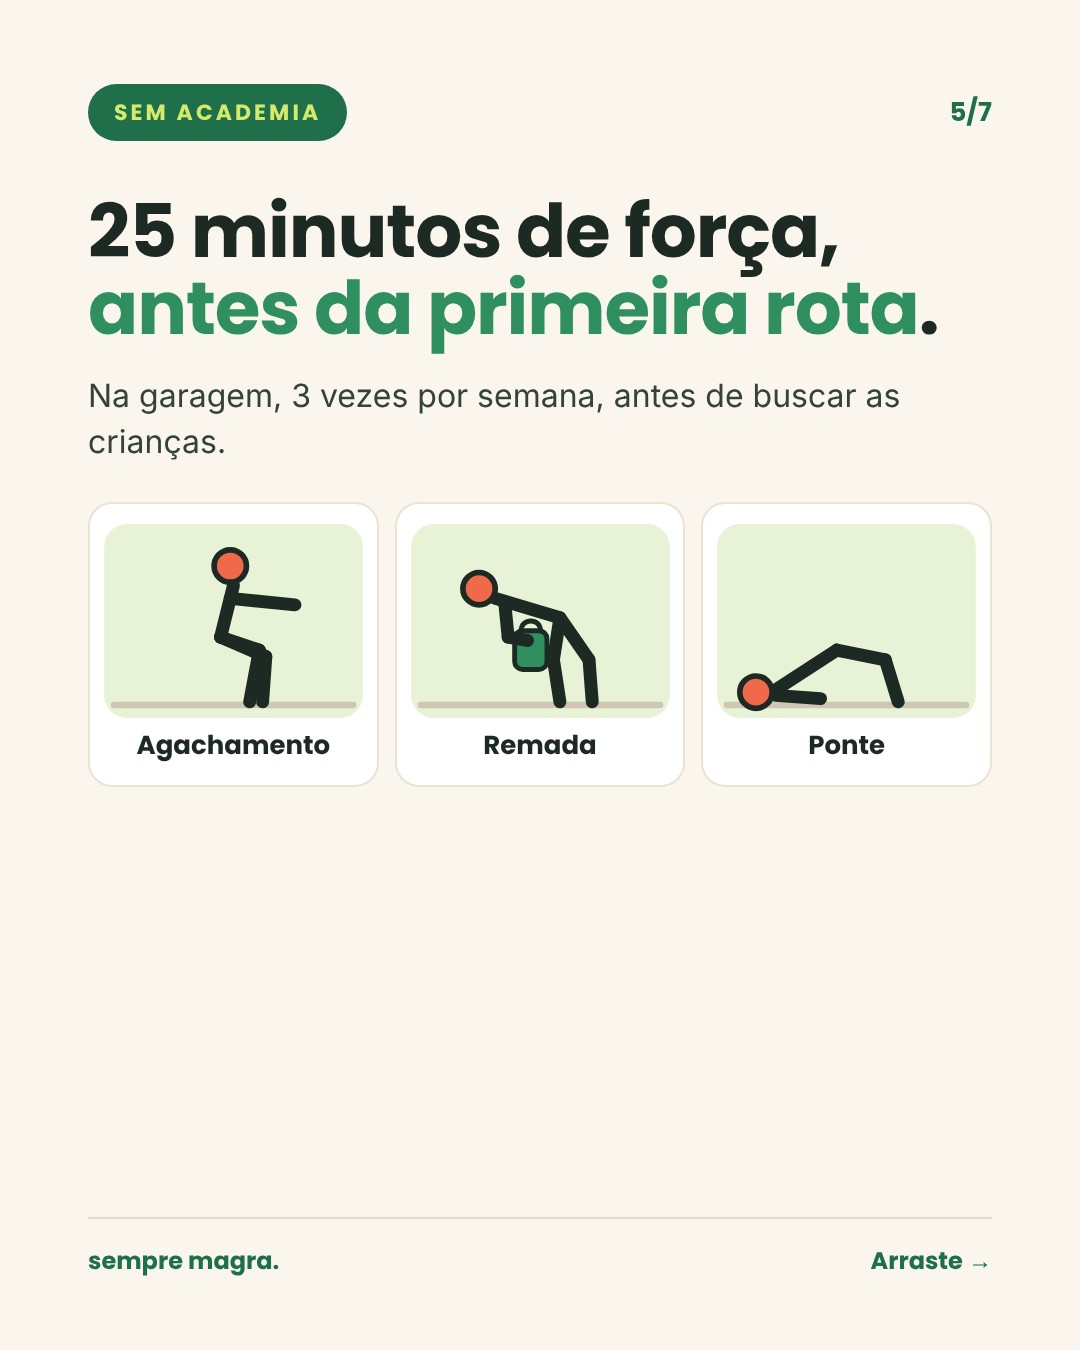 SEM ACADEMIA
5/7
25 minutos de força,
antes da primeira rota.
Na garagem, 3 vezes por semana, antes de buscar as
crianças.
Agachamento
Remada
Ponte
sempre magra.
Arraste →